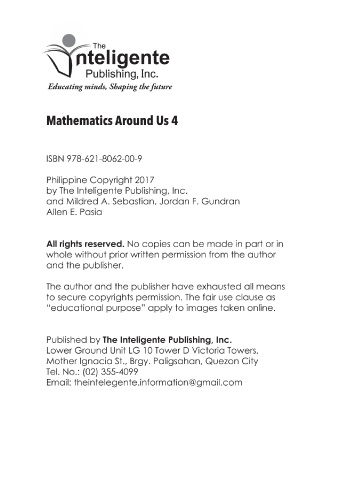 The
Inteligente
Publishing, Inc.
Educating minds, Shaping the future
Mathematics Around Us 4
ISBN 978-621-8062-00-9
Philippine Copyright 2017
by The Inteligente Publishing, Inc.
and Mildred A. Sebastian, Jordan F. Gundran
Allen E. Pasia
All rights reserved. No copies can be made in part or in
whole without prior written permission from the author
and the publisher.
The author and the publisher have exhausted all means
to secure copyrights permission. The fair use clause as
“educational purpose” apply to images taken online.
Published by The Inteligente Publishing, Inc.
Lower Ground Unit LG 10 Tower D Victoria Towers,
Mother Ignacia St., Brgy. Paligsahan, Quezon City
Tel. No.: (02) 355-4099
Email: theintelegente.information@gmail.com